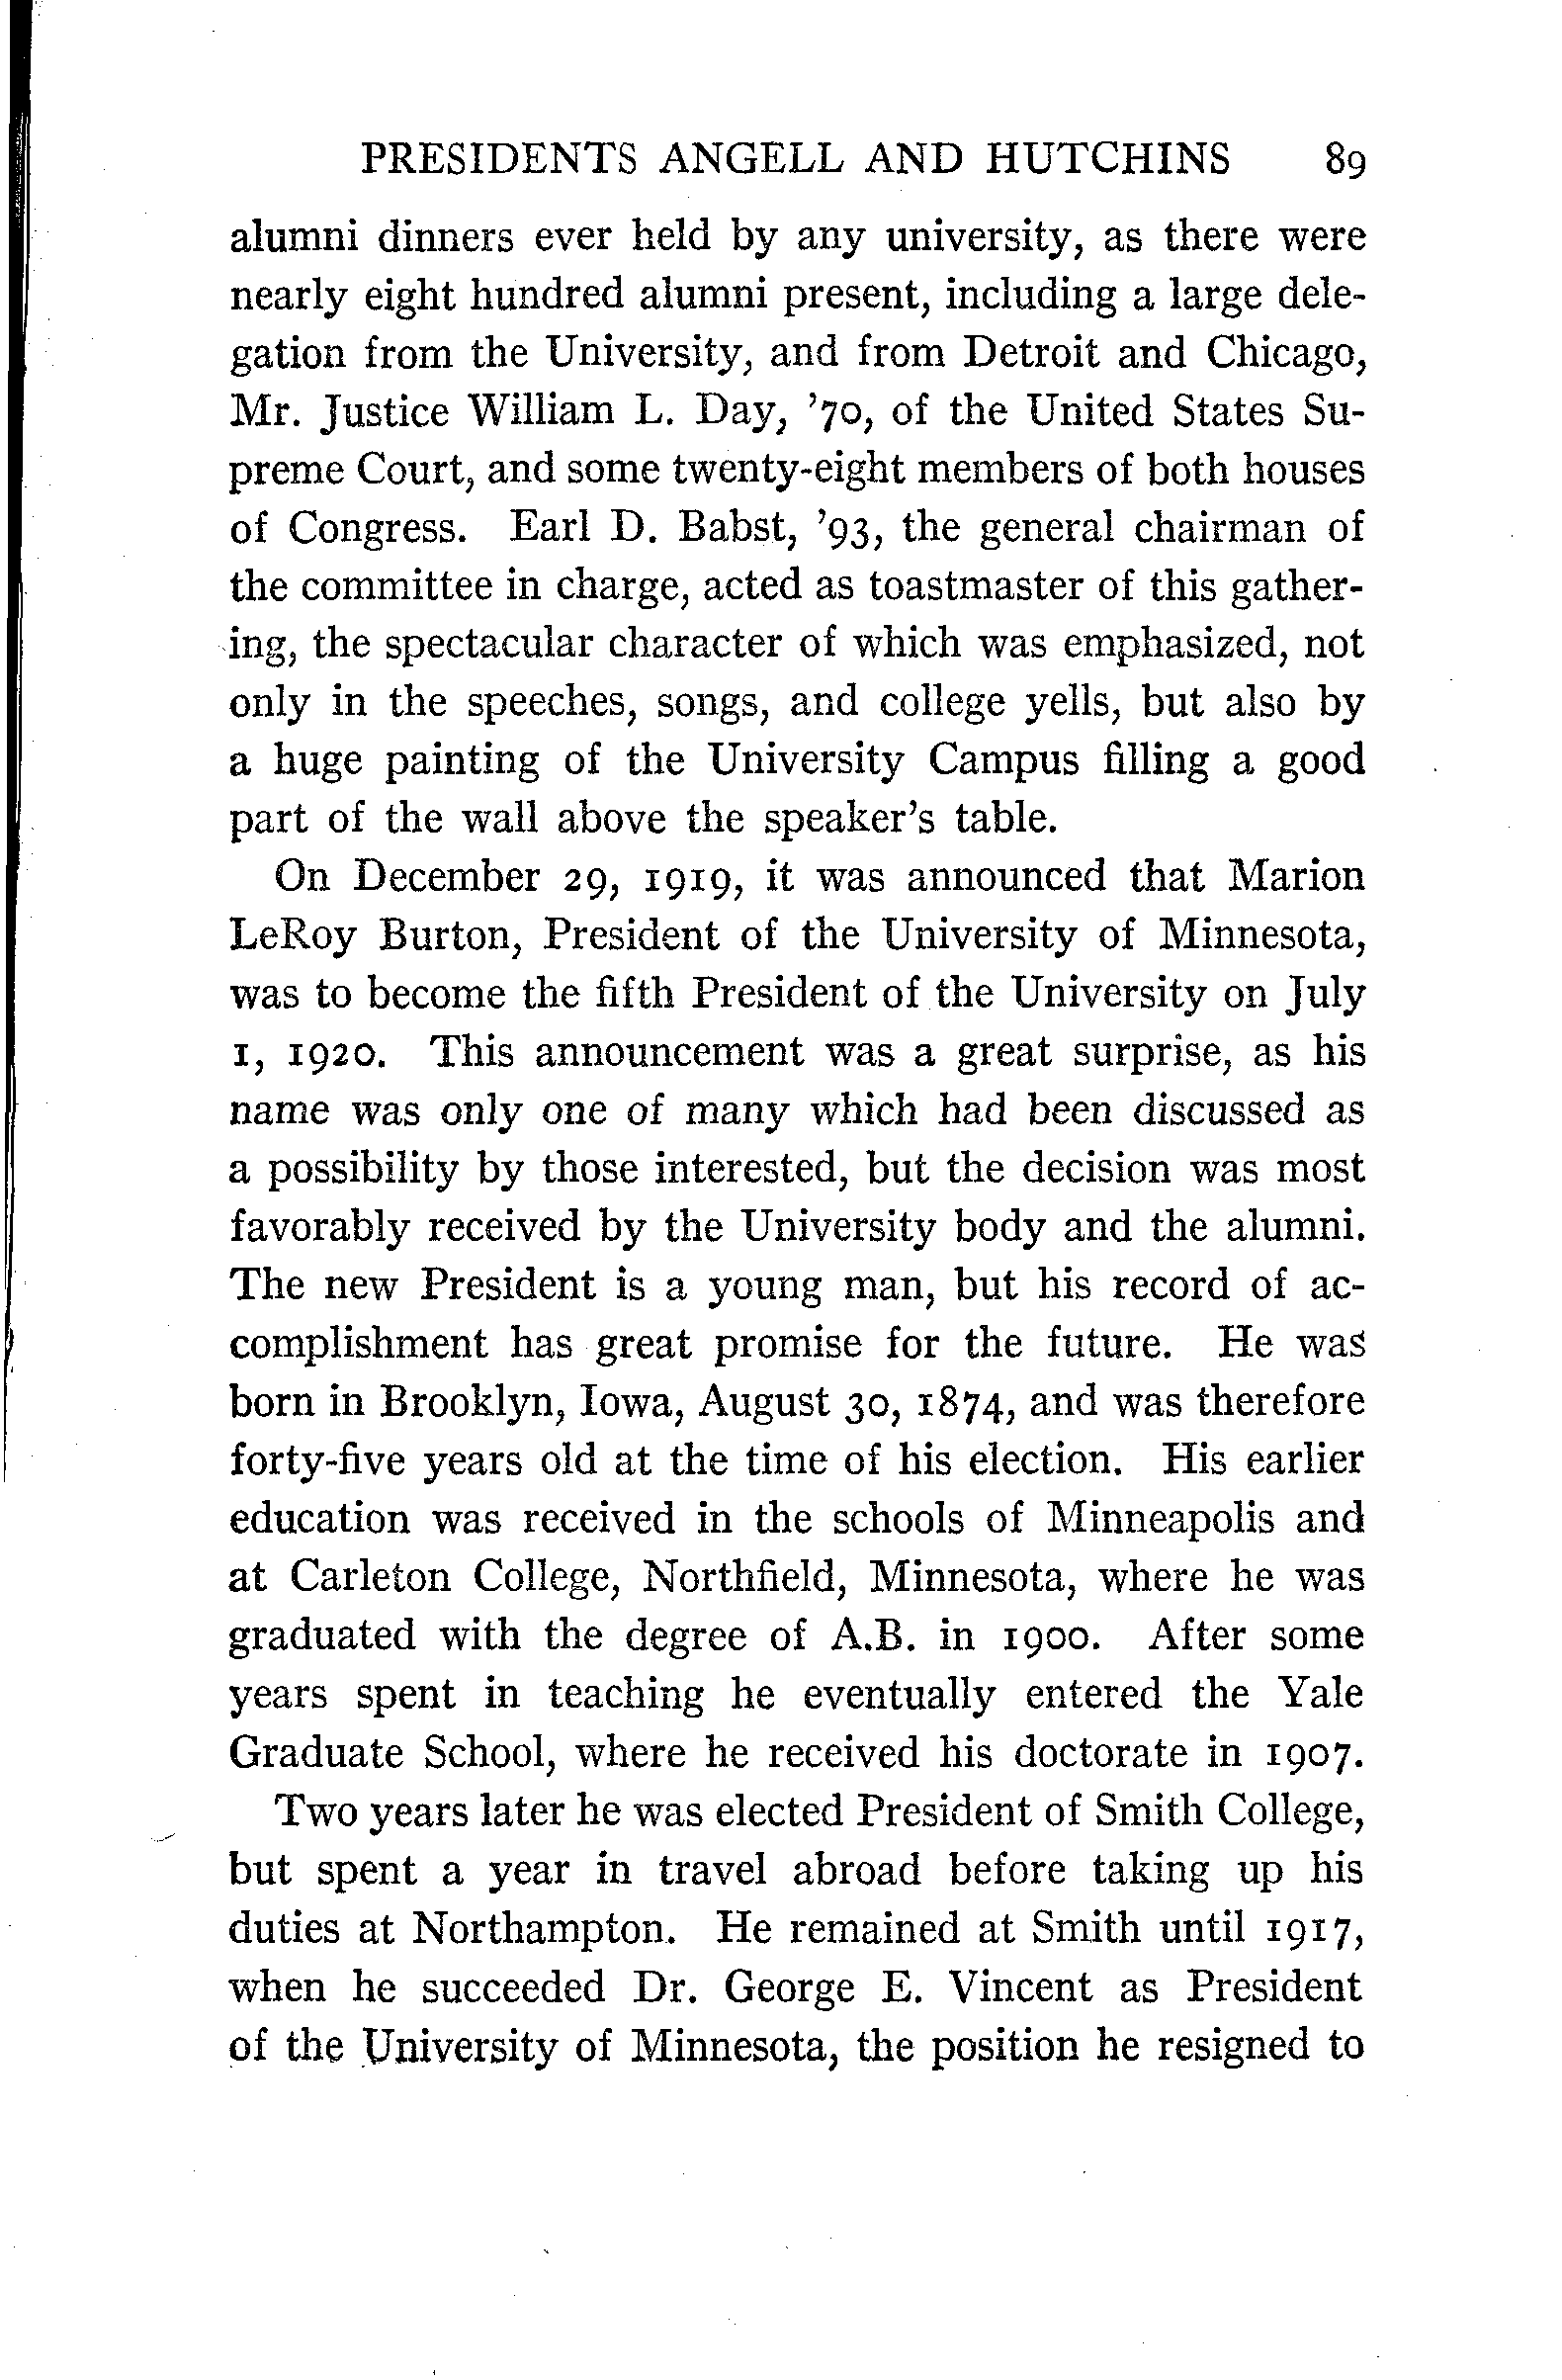 PRESIDENTS ANGELL AND HUTCHINS 89
alumni dinners ever held by any university, as there were
nearly eight hundred alumni present, including a large dele-
gation from the University, and from Detroit and Chicago,
Mr. Justice William L. Day, '70, of the United States Su-
preme Court, and some twenty-eight members of both houses
of Congress. Earl D. Babst, '93, the general chairman of
the committee in charge, acted as toastmaster of this gather-
ing, the spectacular character of which was emphasized, not
only in the speeches, songs, and college yells, but also by
a huge painting of the University Campus filling a good
part of the wall above the speaker's table.
On December 29, 1919, it was announced that Marion
LeRoy Burton, President of the University of Minnesota,
was to become the fifth President of the University on July
1, 1920. This announcement was a great surprise, as his
name was only one of many which had been discussed as
a possibility by those interested, but the decision was most
favorably received by the University body and the alumni.
The new President is a young man, but his record of ac-
complishment has great promise for the future. He was
born in Brooklyn, Iowa, August 30, 1874, and was therefore
forty-five years old at the time of his election. His earlier
education was received in the schools of Minneapolis and
at Carleton College, Northfield, Minnesota, where he was
graduated with the degree of A.B. in 1900. After some
years spent in teaching he eventually entered the Yale
Graduate School, where he received his doctorate in 1907.
Two years later he was elected President of Smith College,
but spent a year in travel abroad before taking up his
duties at Northampton. He remained at Smith until 1917,
when he succeeded Dr. George E. Vincent as President
of the University of Minnesota, the position he resigned to